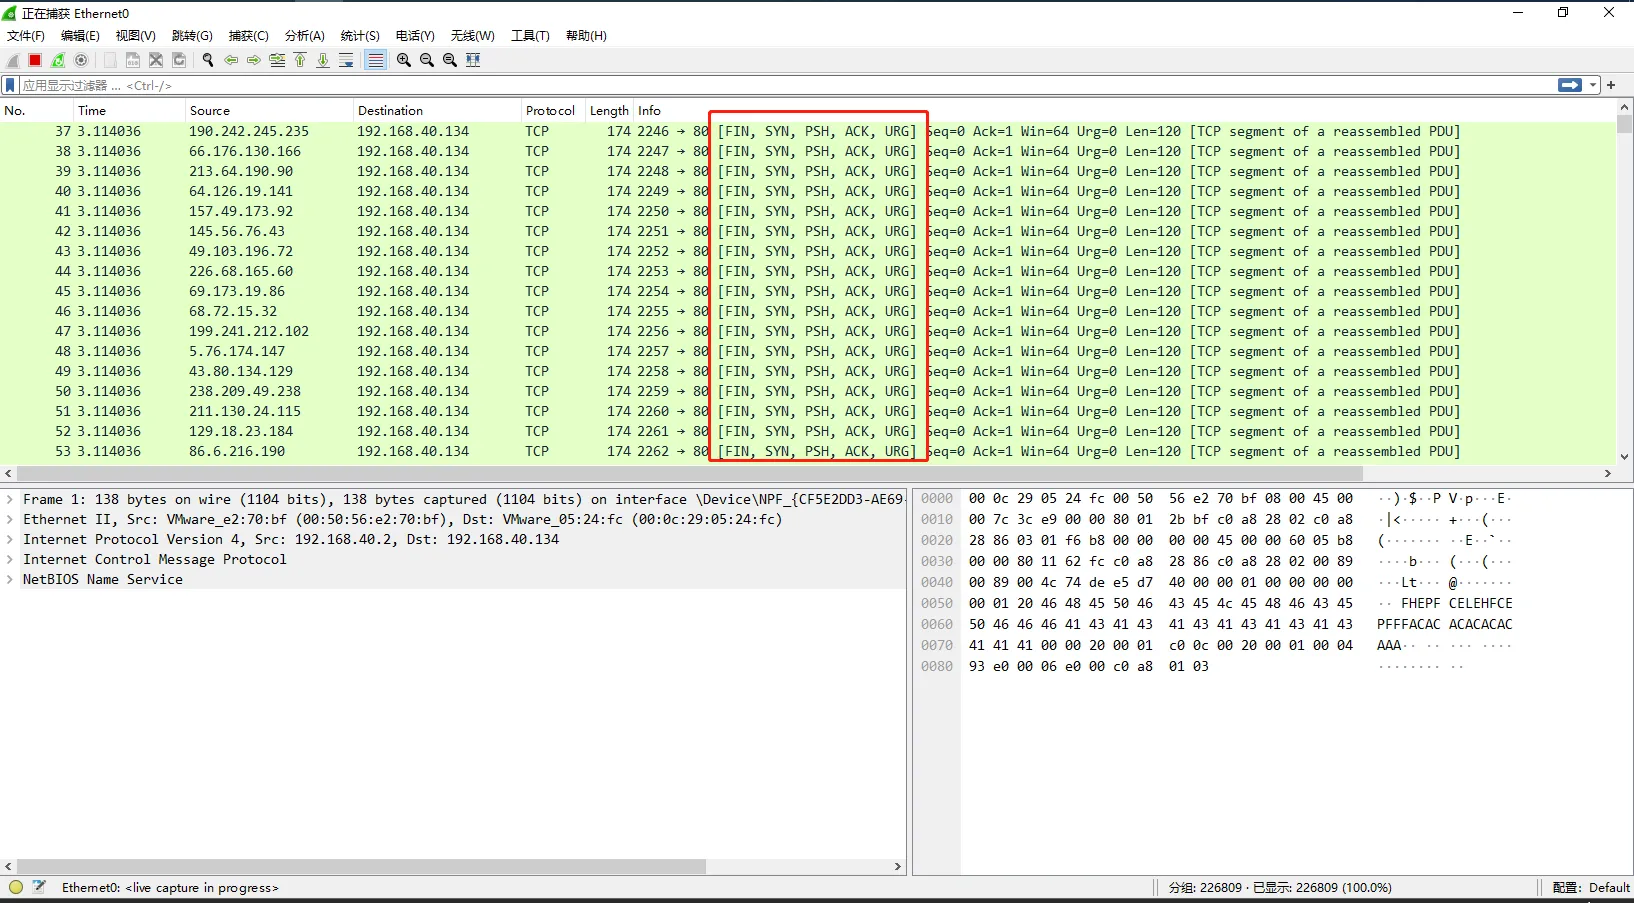 正在捕获 Ethernet0
文件(F) 编辑(E) 视图(V) 跳转(G) 捕获(C) 分析(A) 统计(S) 电话(Y) 无线(W) 工具(T) 帮助(H)
应用显示过滤器 … <Ctrl-/>
No. Time Source Destination Protocol Length Info
37 3.114036 190.242.245.235 192.168.40.134 TCP 174 2246 → 80 [FIN, SYN, PSH, ACK, URG] Seq=0 Ack=1 Win=64 Urg=0 Len=120 [TCP segment of a reassembled PDU]
38 3.114036 66.176.130.166 192.168.40.134 TCP 174 2247 → 80 [FIN, SYN, PSH, ACK, URG] Seq=0 Ack=1 Win=64 Urg=0 Len=120 [TCP segment of a reassembled PDU]
39 3.114036 213.64.190.90 192.168.40.134 TCP 174 2248 → 80 [FIN, SYN, PSH, ACK, URG] Seq=0 Ack=1 Win=64 Urg=0 Len=120 [TCP segment of a reassembled PDU]
40 3.114036 64.126.19.141 192.168.40.134 TCP 174 2249 → 80 [FIN, SYN, PSH, ACK, URG] Seq=0 Ack=1 Win=64 Urg=0 Len=120 [TCP segment of a reassembled PDU]
41 3.114036 157.49.173.92 192.168.40.134 TCP 174 2250 → 80 [FIN, SYN, PSH, ACK, URG] Seq=0 Ack=1 Win=64 Urg=0 Len=120 [TCP segment of a reassembled PDU]
42 3.114036 145.56.76.43 192.168.40.134 TCP 174 2251 → 80 [FIN, SYN, PSH, ACK, URG] Seq=0 Ack=1 Win=64 Urg=0 Len=120 [TCP segment of a reassembled PDU]
43 3.114036 49.103.196.72 192.168.40.134 TCP 174 2252 → 80 [FIN, SYN, PSH, ACK, URG] Seq=0 Ack=1 Win=64 Urg=0 Len=120 [TCP segment of a reassembled PDU]
44 3.114036 226.68.165.60 192.168.40.134 TCP 174 2253 → 80 [FIN, SYN, PSH, ACK, URG] Seq=0 Ack=1 Win=64 Urg=0 Len=120 [TCP segment of a reassembled PDU]
45 3.114036 69.173.19.86 192.168.40.134 TCP 174 2254 → 80 [FIN, SYN, PSH, ACK, URG] Seq=0 Ack=1 Win=64 Urg=0 Len=120 [TCP segment of a reassembled PDU]
46 3.114036 68.72.15.32 192.168.40.134 TCP 174 2255 → 80 [FIN, SYN, PSH, ACK, URG] Seq=0 Ack=1 Win=64 Urg=0 Len=120 [TCP segment of a reassembled PDU]
47 3.114036 199.241.212.102 192.168.40.134 TCP 174 2256 → 80 [FIN, SYN, PSH, ACK, URG] Seq=0 Ack=1 Win=64 Urg=0 Len=120 [TCP segment of a reassembled PDU]
48 3.114036 5.76.174.147 192.168.40.134 TCP 174 2257 → 80 [FIN, SYN, PSH, ACK, URG] Seq=0 Ack=1 Win=64 Urg=0 Len=120 [TCP segment of a reassembled PDU]
49 3.114036 43.80.134.129 192.168.40.134 TCP 174 2258 → 80 [FIN, SYN, PSH, ACK, URG] Seq=0 Ack=1 Win=64 Urg=0 Len=120 [TCP segment of a reassembled PDU]
50 3.114036 238.209.49.238 192.168.40.134 TCP 174 2259 → 80 [FIN, SYN, PSH, ACK, URG] Seq=0 Ack=1 Win=64 Urg=0 Len=120 [TCP segment of a reassembled PDU]
51 3.114036 211.130.24.115 192.168.40.134 TCP 174 2260 → 80 [FIN, SYN, PSH, ACK, URG] Seq=0 Ack=1 Win=64 Urg=0 Len=120 [TCP segment of a reassembled PDU]
52 3.114036 129.18.23.184 192.168.40.134 TCP 174 2261 → 80 [FIN, SYN, PSH, ACK, URG] Seq=0 Ack=1 Win=64 Urg=0 Len=120 [TCP segment of a reassembled PDU]
53 3.114036 86.6.216.190 192.168.40.134 TCP 174 2262 → 80 [FIN, SYN, PSH, ACK, URG] Seq=0 Ack=1 Win=64 Urg=0 Len=120 [TCP segment of a reassembled PDU]
Frame 1: 138 bytes on wire (1104 bits), 138 bytes captured (1104 bits) on interface \Device\NPF_{CF5E2DD3-AE69-
Ethernet II, Src: VMware_e2:70:bf (00:50:56:e2:70:bf), Dst: VMware_05:24:fc (00:0c:29:05:24:fc)
Internet Protocol Version 4, Src: 192.168.40.2, Dst: 192.168.40.134
Internet Control Message Protocol
NetBIOS Name Service
0000 00 0c 29 05 24 fc 00 50 56 e2 70 bf 08 00 45 00 ··)·$··P V·p···E·
0010 00 7c 3c e9 00 00 80 01 2b bf c0 a8 28 02 c0 a8 ·|<····· +···(···
0020 28 86 03 01 f6 b8 00 00 00 00 45 00 00 60 05 b8 (······· ··E··`··
0030 00 00 80 11 62 fc c0 a8 28 86 c0 a8 28 02 00 89 ····b··· (···(···
0040 00 89 00 4c 74 de e5 d7 40 00 00 01 00 00 00 00 ···Lt··· @·······
0050 00 01 20 46 48 45 50 46 43 45 4c 45 48 46 43 45 ·· FHEPF CELEHFCE
0060 50 46 46 46 41 43 41 43 41 43 41 43 41 43 41 43 PFFFACAC ACACACAC
0070 41 41 41 00 00 20 00 01 c0 0c 00 20 00 01 00 04 AAA·· ·· ··· ····
0080 93 e0 00 06 e0 00 c0 a8 01 03 ········ ··
Ethernet0: <live capture in progress>
分组: 226809 · 已显示: 226809 (100.0%)
配置: Default